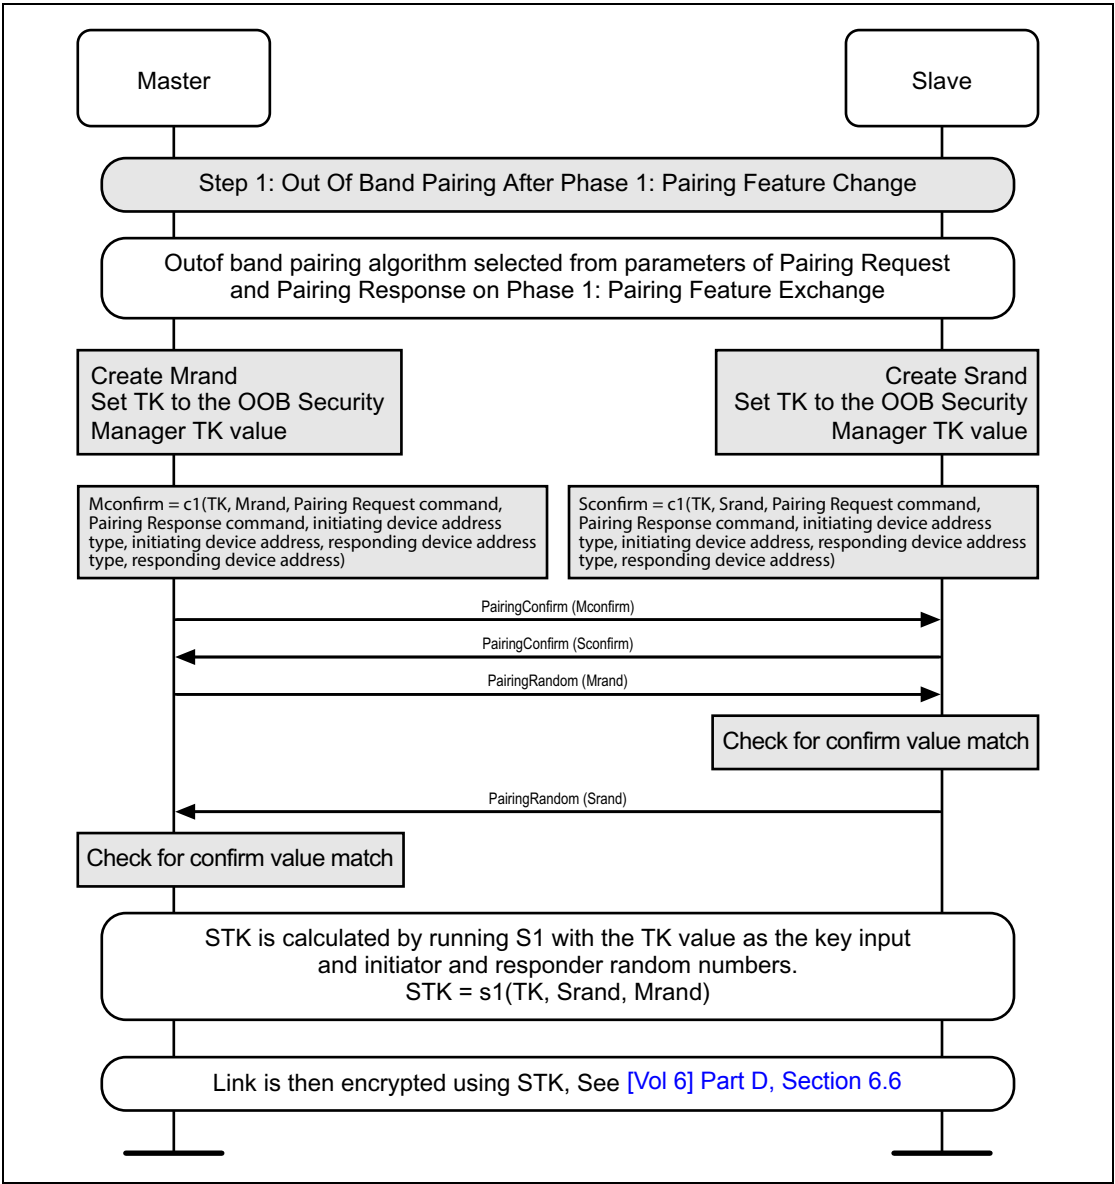 Master
Slave
Step 1: Out Of Band Pairing After Phase 1: Pairing Feature Change
Outof band pairing algorithm selected from parameters of Pairing Request
and Pairing Response on Phase 1: Pairing Feature Exchange
Create Mrand
Set TK to the OOB Security
Manager TK value
Create Srand
Set TK to the OOB Security
Manager TK value
Mconfirm = c1(TK, Mrand, Pairing Request command,
Pairing Response command, initiating device address
type, initiating device address, responding device address
type, responding device address)
Sconfirm = c1(TK, Srand, Pairing Request command,
Pairing Response command, initiating device address
type, initiating device address, responding device address
type, responding device address)
PairingConfirm (Mconfirm)
PairingConfirm (Sconfirm)
PairingRandom (Mrand)
Check for confirm value match
PairingRandom (Srand)
Check for confirm value match
STK is calculated by running S1 with the TK value as the key input
and initiator and responder random numbers.
STK = s1(TK, Srand, Mrand)
Link is then encrypted using STK, See [Vol 6] Part D, Section 6.6